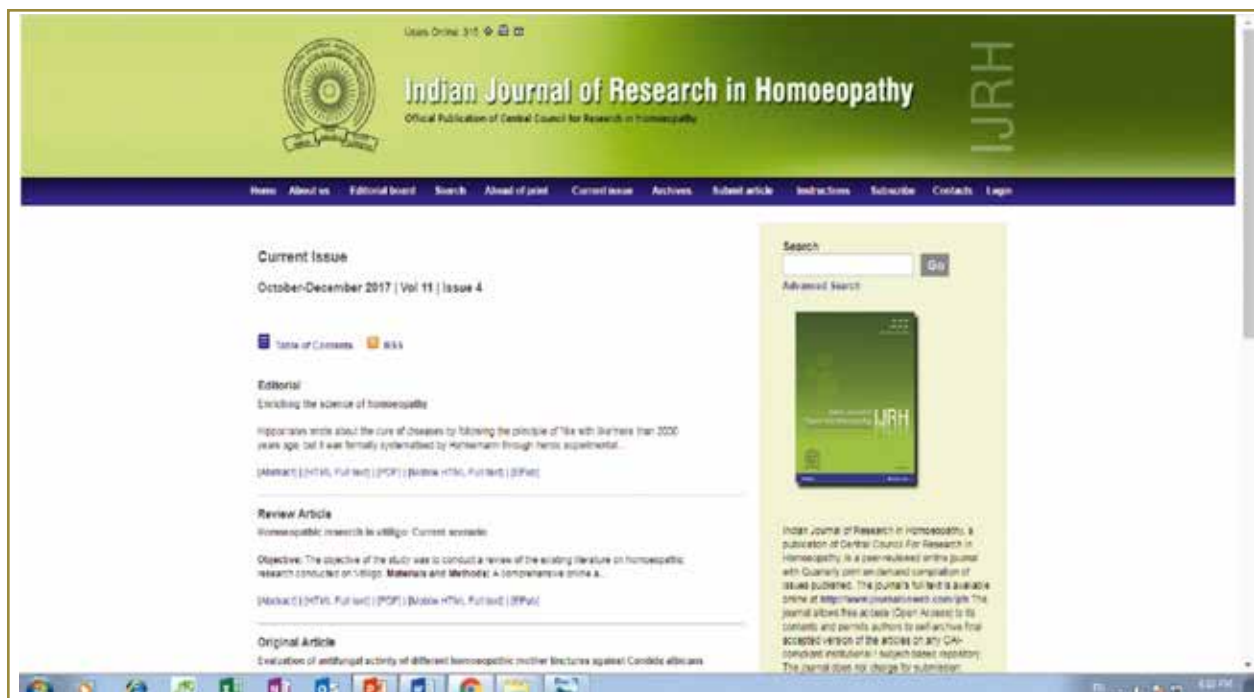 Users Online: 315
Indian Journal of Research in Homoeopathy
Official Publication of Central Council for Research in Homoeopathy
IJRH
Home About us Editorial board Search Ahead of print Current issue Archives Submit article Instructions Subscribe Contacts Login
Current Issue
October-December 2017 | Vol 11 | Issue 4
Table of Contents RSS
Editorial
Enriching the science of homoeopathy
Hippocrates wrote about the cure of diseases by following the principle of 'like with like' more than 2000
years ago, but it was formally systematised by Hahnemann through heroic experimental...
[Abstract] [HTML Full text] [PDF] [Mobile HTML Full text] [EPub]
Review Article
Homoeopathic research in vitiligo: Current scenario
Objective: The objective of the study was to conduct a review of the existing literature on homoeopathic
research conducted on Vitiligo. Materials and Methods: A comprehensive online a...
[Abstract] [HTML Full text] [PDF] [Mobile HTML Full text] [EPub]
Original Article
Evaluation of antifungal activity of different homoeopathic mother tinctures against Candida albicans
Search
Go
Advanced Search
IJRH
Indian Journal of Research in Homoeopathy, a
publication of Central Council For Research in
Homoeopathy, is a peer-reviewed online journal
with Quarterly print on demand compilation of
issues published. The journal's full text is available
online at The
journal allows free access (Open Access) to its
contents and permits authors to self-archive final
accepted version of the articles on any OAI-
compliant institutional / subject-based repository.
The journal does not charge for submission